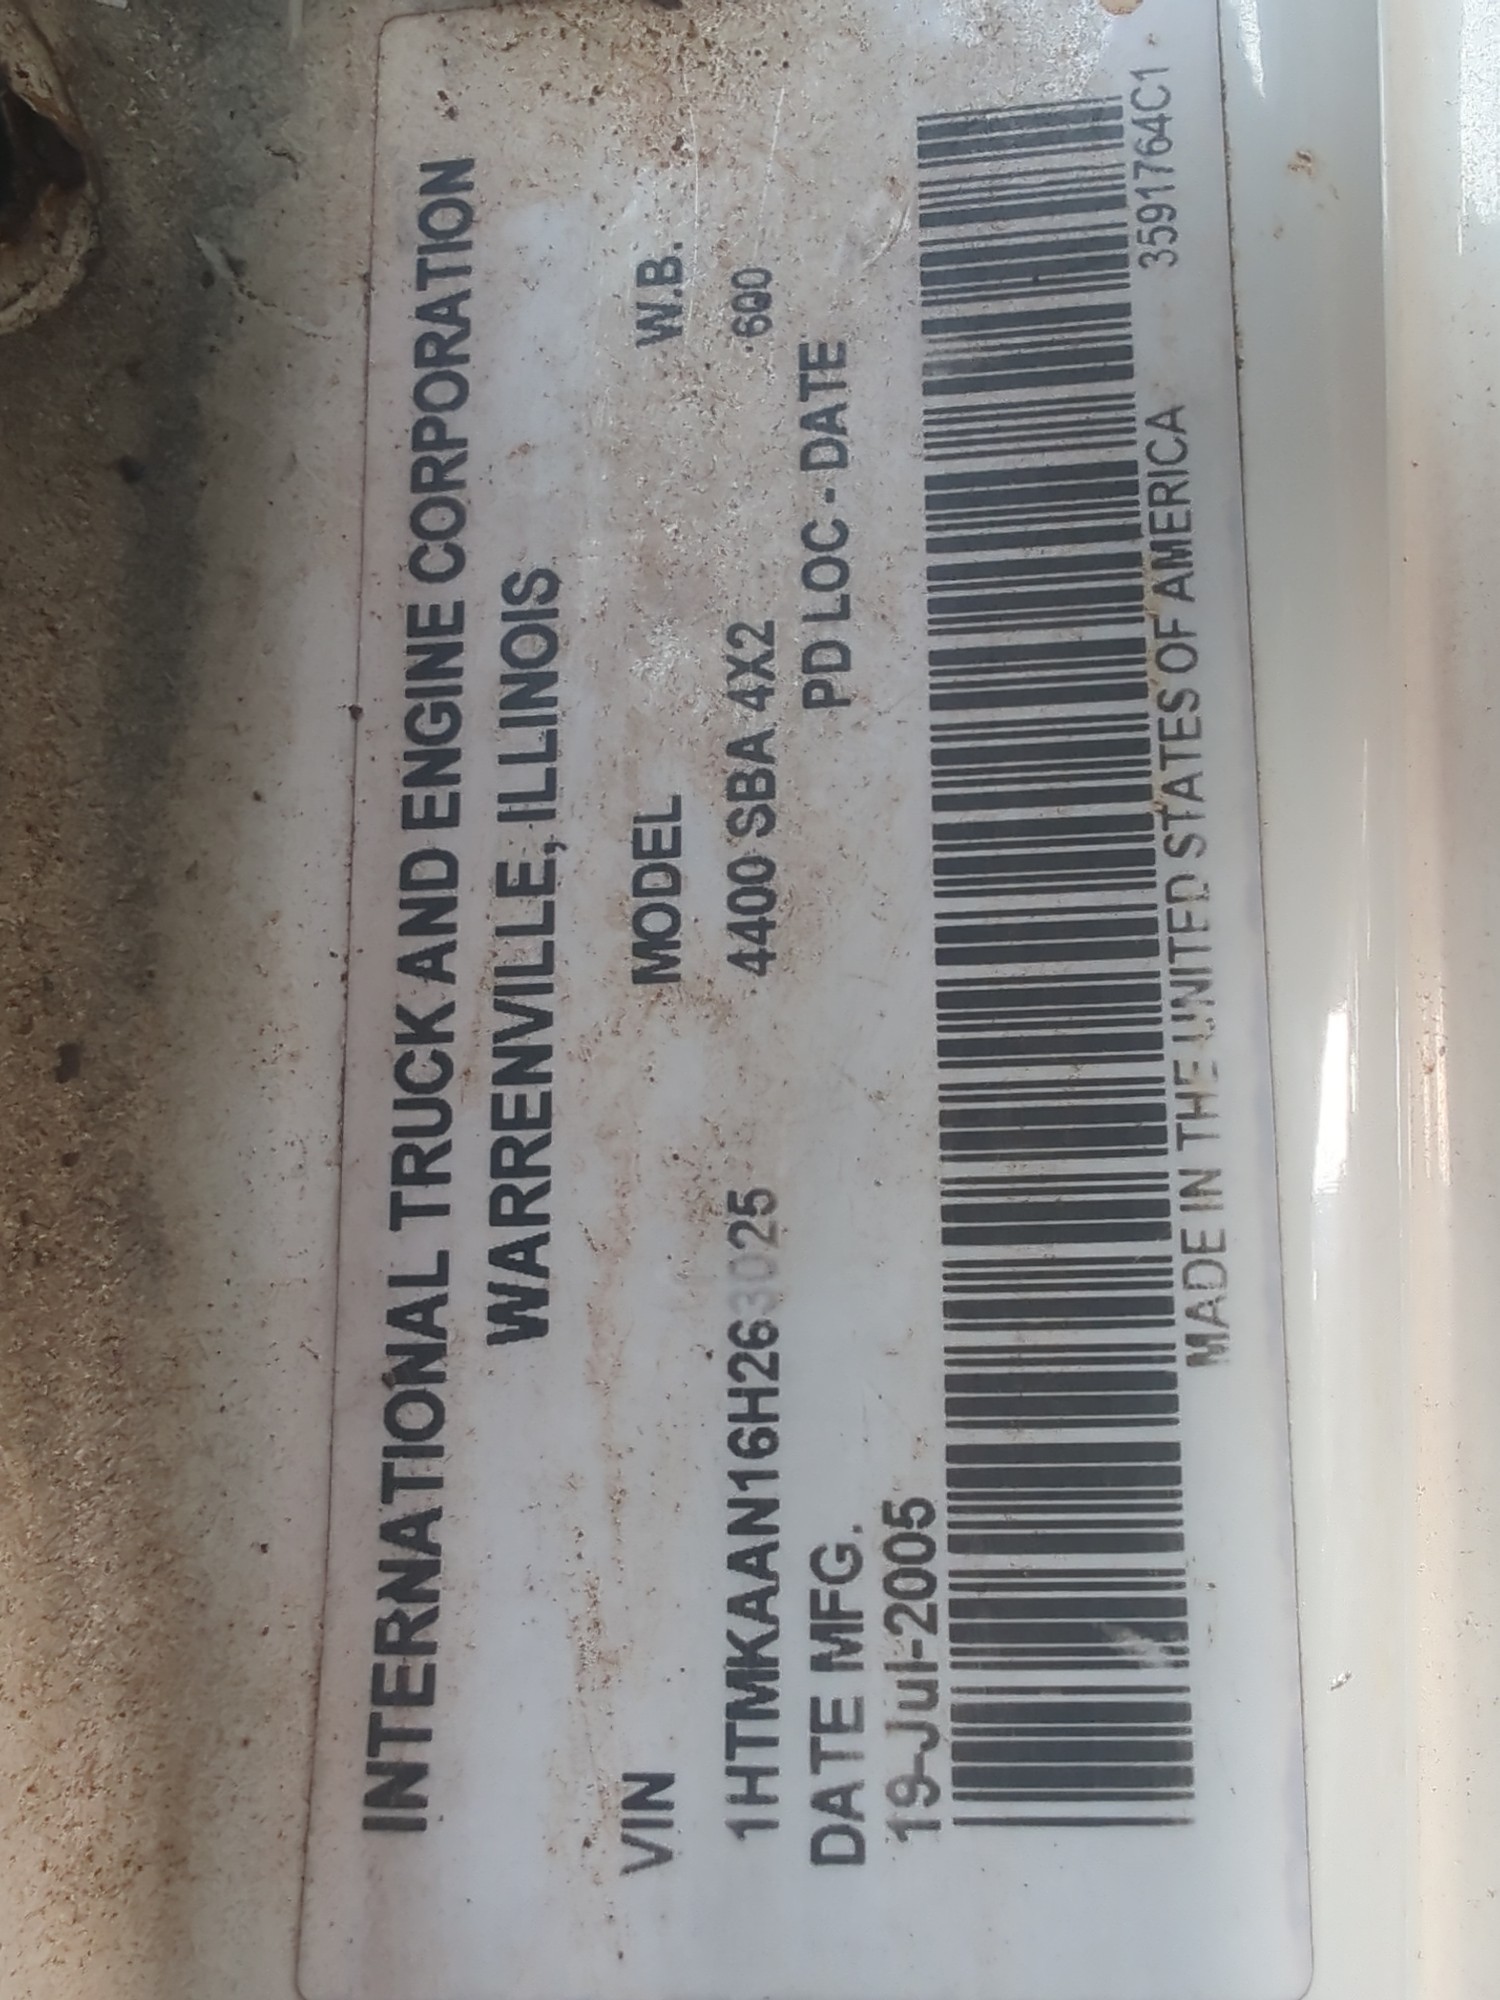 INTERNATIONAL TRUCK AND ENGINE CORPORATION
WARRENVILLE, ILLINOIS
VIN MODEL W.B.
1HTMKAAN16H263025 4400 SBA 4X2 600
DATE MFG. PD LOC - DATE
19-Jul-2005
MADE IN THE UNITED STATES OF AMERICA 3591764C1